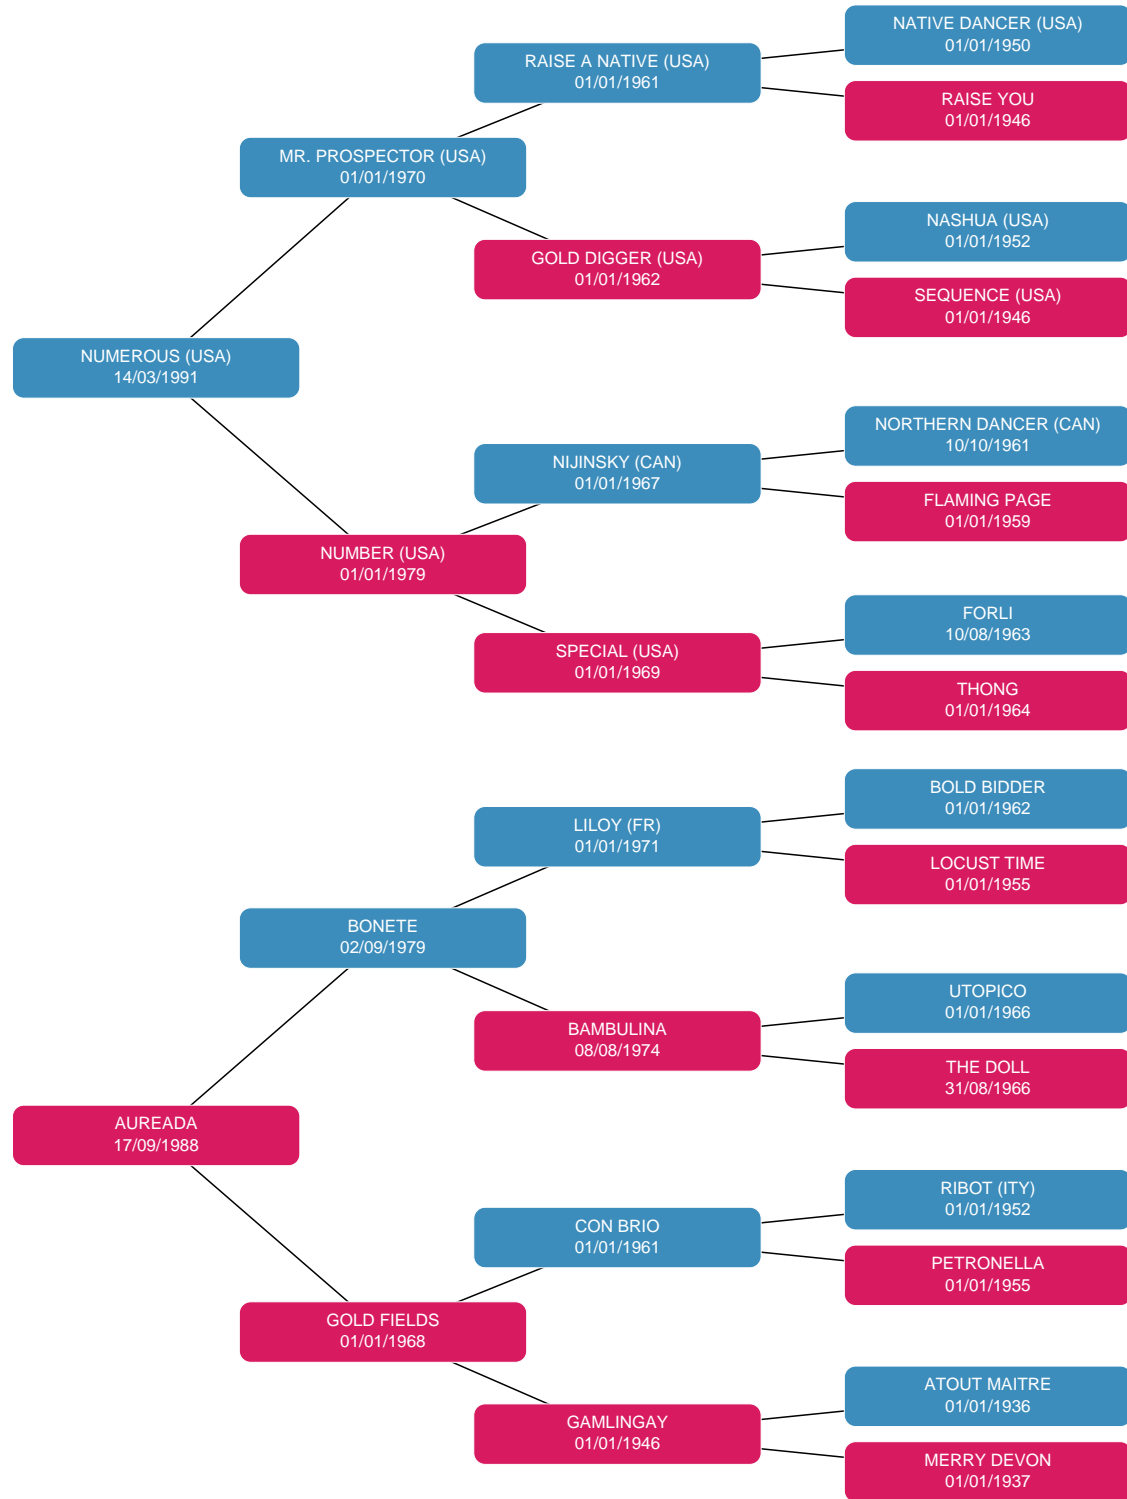 NATIVE DANCER (USA)
01/01/1950
RAISE A NATIVE (USA)
01/01/1961
RAISE YOU
01/01/1946
MR. PROSPECTOR (USA)
01/01/1970
NASHUA (USA)
01/01/1952
GOLD DIGGER (USA)
01/01/1962
SEQUENCE (USA)
01/01/1946
NUMEROUS (USA)
14/03/1991
NORTHERN DANCER (CAN)
10/10/1961
NIJINSKY (CAN)
01/01/1967
FLAMING PAGE
01/01/1959
NUMBER (USA)
01/01/1979
FORLI
10/08/1963
SPECIAL (USA)
01/01/1969
THONG
01/01/1964
BOLD BIDDER
01/01/1962
LILOY (FR)
01/01/1971
LOCUST TIME
01/01/1955
BONETE
02/09/1979
UTOPICO
01/01/1966
BAMBULINA
08/08/1974
THE DOLL
31/08/1966
AUREADA
17/09/1988
RIBOT (ITY)
01/01/1952
CON BRIO
01/01/1961
PETRONELLA
01/01/1955
GOLD FIELDS
01/01/1968
ATOUT MAITRE
01/01/1936
GAMLINGAY
01/01/1946
MERRY DEVON
01/01/1937